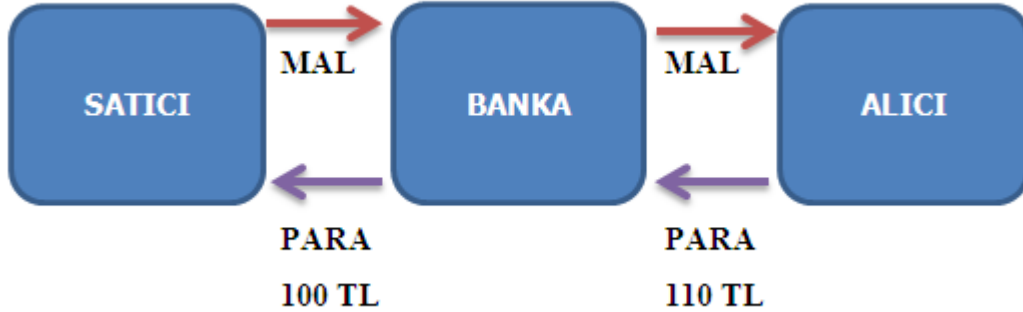 MAL
MAL
SATICI
BANKA
ALICI
PARA
PARA
100 TL
110 TL